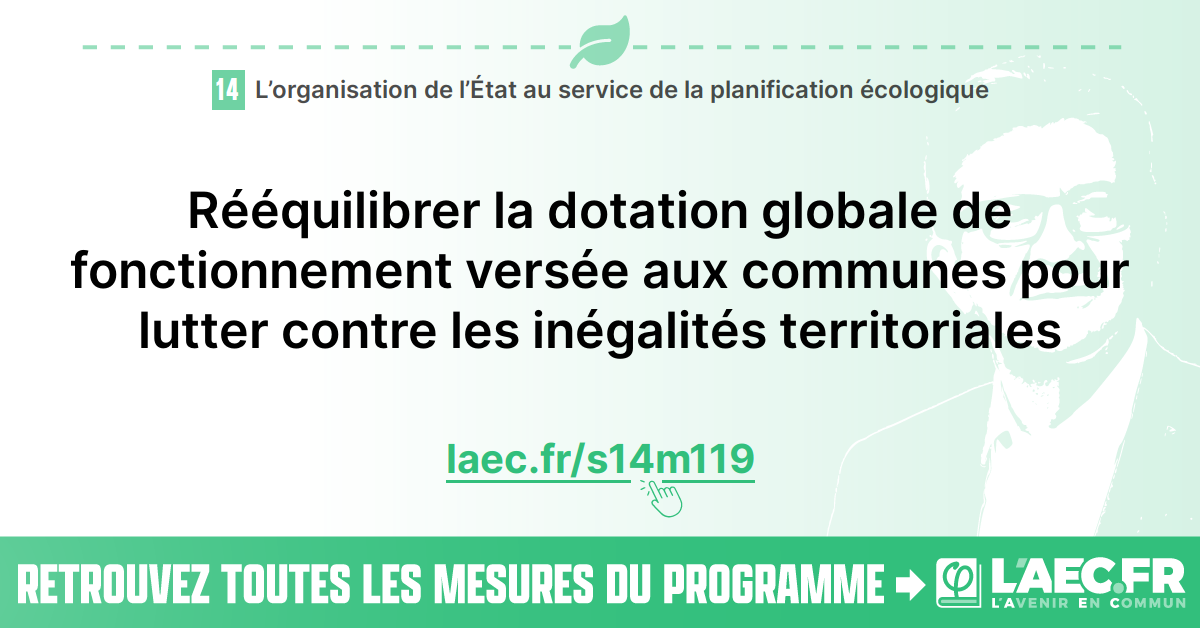 14 L’organisation de l’État au service de la planification écologique
Rééquilibrer la dotation globale de
fonctionnement versée aux communes pour
lutter contre les inégalités territoriales
laec.fr/s14m119
RETROUVEZ TOUTES LES MESURES DU PROGRAMME φ L'AEC.FR
L'AVENIR EN COMMUN